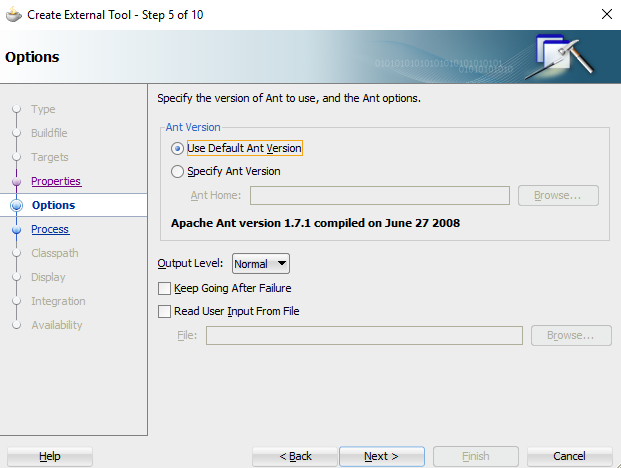 Create External Tool - Step 5 of 10
Options
0101010101010101010101010101
01010101010
Type
Buildfile
Targets
Properties
Options
Process
Classpath
Display
Integration
Availability
Specify the version of Ant to use, and the Ant options.
Ant Version
Use Default Ant Version
Specify Ant Version
Ant Home:
Browse...
Apache Ant version 1.7.1 compiled on June 27 2008
Output Level: Normal
Keep Going After Failure
Read User Input From File
File:
Browse...
Help
< Back
Next >
Finish
Cancel